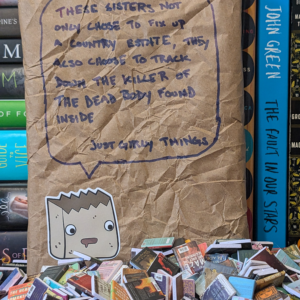 THESE SISTERS NOT
ONLY CHOSE TO FIX UP
A COUNTRY ESTATE, THEY
ALSO CHOOSE TO TRACK
DOWN THE KILLER OF
THE DEAD BODY FOUND
INSIDE
JUST GIRLY THINGS
JOHN GREEN
THE FAULT IN OUR STARS